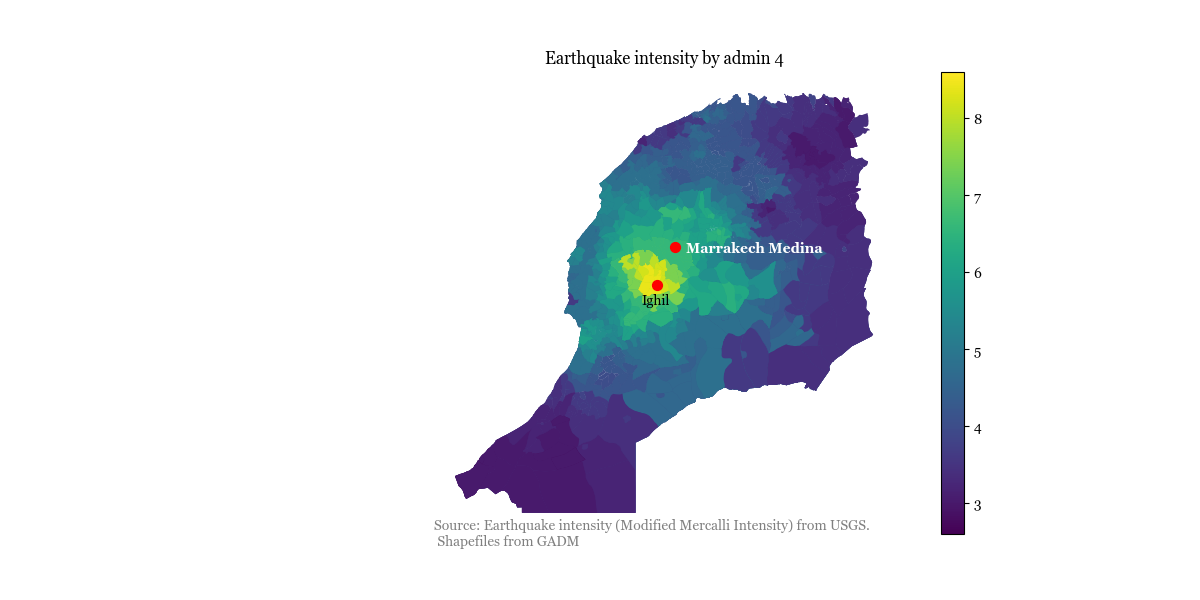 Earthquake intensity by admin 4
8
7
Marrakech Medina
6
Ighil
5
4
3
Source: Earthquake intensity (Modified Mercalli Intensity) from USGS.
Shapefiles from GADM